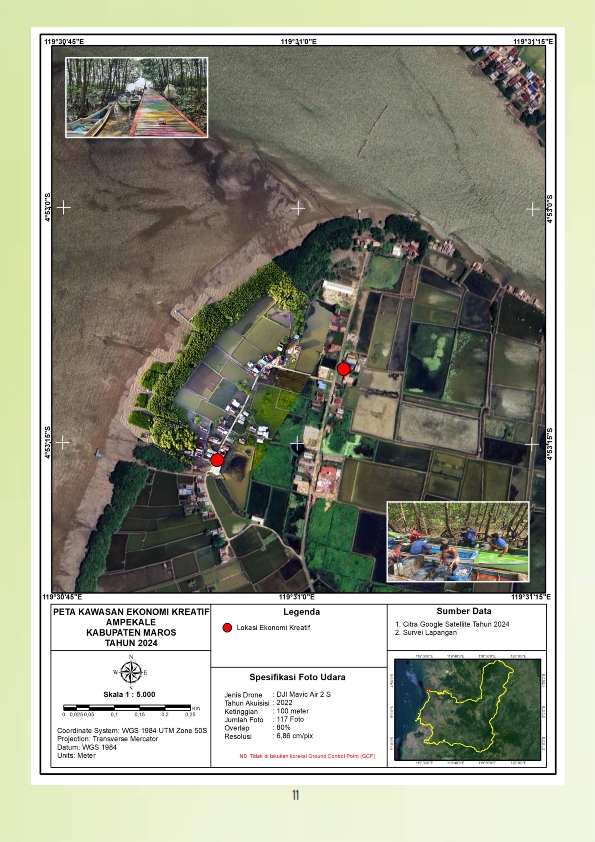 119°30'45"E 119°31'0"E 119°31'15"E
4°53'0"S 4°53'0"S
4°53'15"S 4°53'15"S
119°30'45"E 119°31'0"E 119°31'15"E
PETA KAWASAN EKONOMI KREATIF
AMPEKALE
KABUPATEN MAROS
TAHUN 2024
N
W E
S
Skala 1 : 5.000
Km
0 0,025 0,05 0,1 0,15 0,2 0,25
Coordinate System: WGS 1984 UTM Zone 50S
Projection: Transverse Mercator
Datum: WGS 1984
Units: Meter
Legenda
Lokasi Ekonomi Kreatif
Spesifikasi Foto Udara
Jenis Drone : DJI Mavic Air 2 S
Tahun Akuisisi : 2022
Ketinggian : 100 meter
Jumlah Foto : 117 Foto
Overlap : 80%
Resolusi : 6,86 cm/pix
NB: Tidak di lakukan koreksi Ground Control Point (GCP)
Sumber Data
1. Citra Google Satellite Tahun 2024
2. Survei Lapangan
11